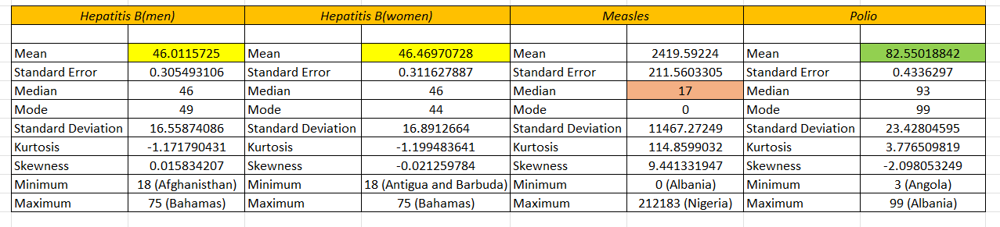 Hepatitis B(men) Hepatitis B(women) Measles Polio
Mean 46.0115725 Mean 46.46970728 Mean 2419.59224 Mean 82.55018842
Standard Error 0.305493106 Standard Error 0.311627887 Standard Error 211.5603305 Standard Error 0.4336297
Median 46 Median 46 Median 17 Median 93
Mode 49 Mode 44 Mode 0 Mode 99
Standard Deviation 16.55874086 Standard Deviation 16.8912664 Standard Deviation 11467.27249 Standard Deviation 23.42804595
Kurtosis -1.171790431 Kurtosis -1.199483641 Kurtosis 114.8599032 Kurtosis 3.776509819
Skewness 0.015834207 Skewness -0.021259784 Skewness 9.441331947 Skewness -2.098053249
Minimum 18 (Afghanisthan) Minimum 18 (Antigua and Barbuda) Minimum 0 (Albania) Minimum 3 (Angola)
Maximum 75 (Bahamas) Maximum 75 (Bahamas) Maximum 212183 (Nigeria) Maximum 99 (Albania)